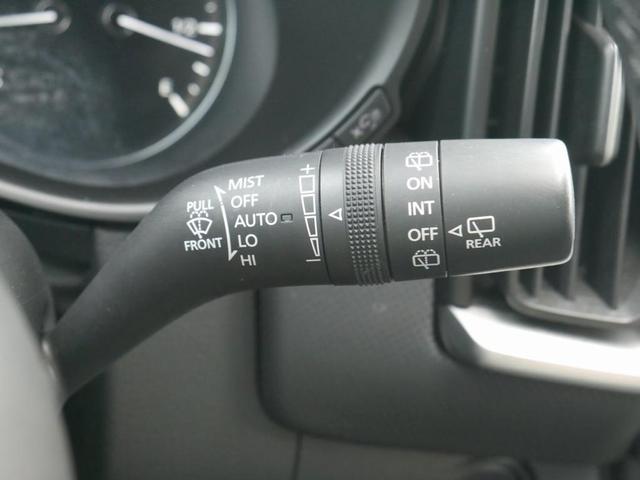 MIST
OFF
AUTO
LO
HI
PULL
FRONT
ON
INT
OFF
REAR